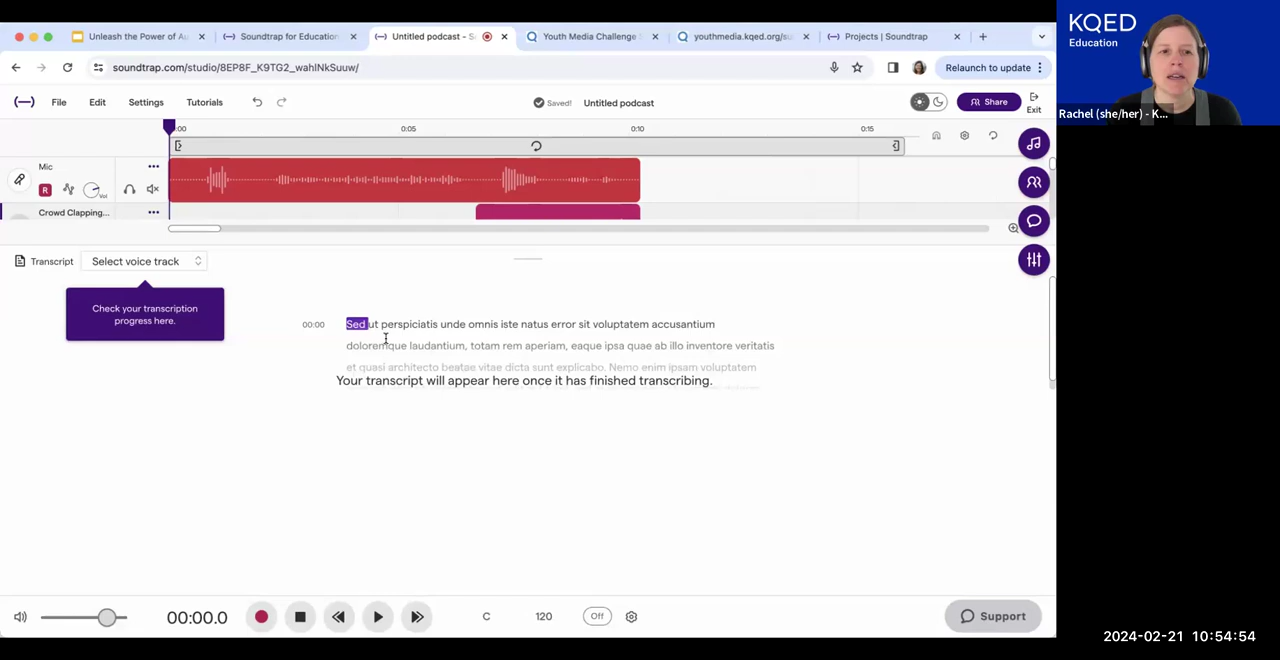 Unleash the Power of Au
Soundtrap for Education
Untitled podcast - S
Youth Media Challenge
youthmedia.kqed.org/su
Projects | Soundtrap
soundtrap.com/studio/8EP8F_K9TG2_wahINkSuuw/
Relaunch to update
File
Edit
Settings
Tutorials
Saved!
Untitled podcast
Share
Exit
:00
0:05
0:10
0:15
Mic
R
Vol
Crowd Clapping...
Transcript
Select voice track
Check your transcription
progress here.
00:00
Sed ut perspiciatis unde omnis iste natus error sit voluptatem accusantium
doloremque laudantium, totam rem aperiam, eaque ipsa quae ab illo inventore veritatis
et quasi architecto beatae vitae dicta sunt explicabo. Nemo enim ipsam voluptatem
Your transcript will appear here once it has finished transcribing.
00:00.0
C
120
Off
Support
KQED
Education
Rachel (she/her) - K...
2024-02-21 10:54:54